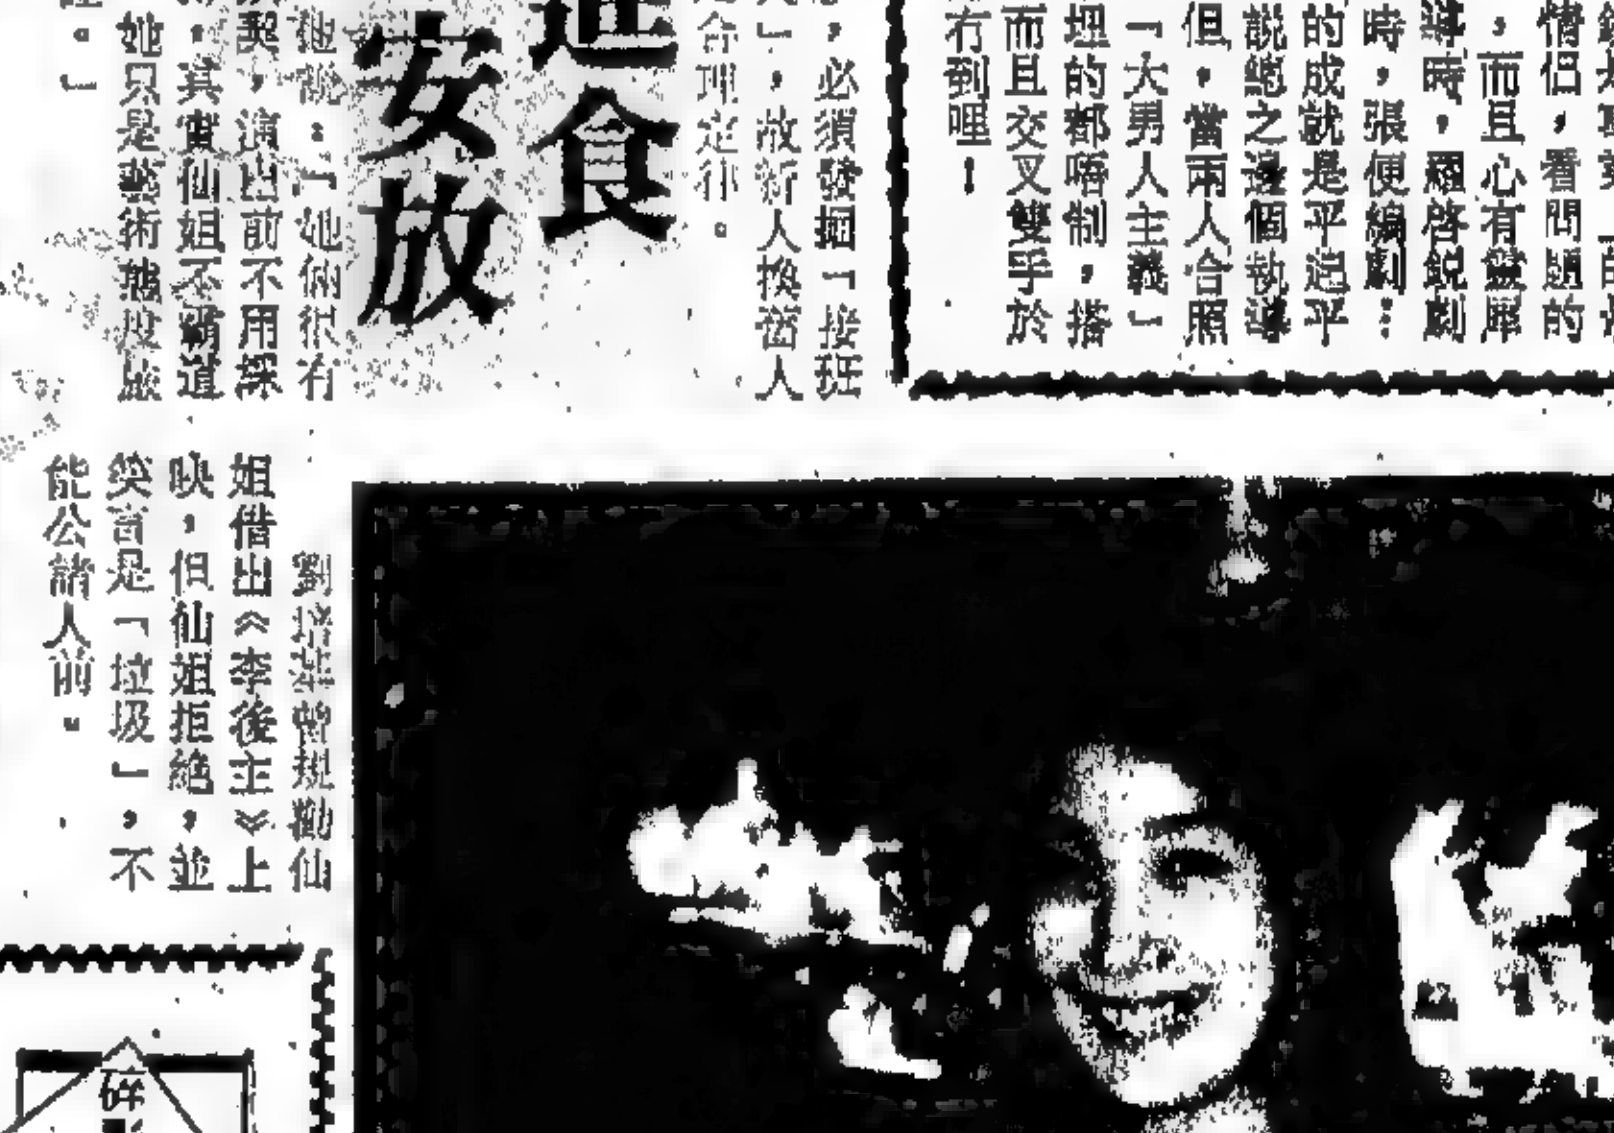 情侶，看問題的
，而且心有靈犀
時，羅啓銳劇
時，張便編劇…
的成就是平起平
說總之邊個執導
但，當兩人合照
「大男人主義」
埋的都唔制，搭
而且交叉雙手於
冇到哩！
，必須發掘「接班
」，故新人換舊人
合理定律。
食
安放
他說：「她倆很有
契，演出前不用綵
，其實仙姐不霸道
她只是藝術態度嚴
。」
劉培基曾規勸仙
姐借出《李後主》上
映，但仙姐拒絕，並
笑言是「垃圾」，不
能公諸人前。
碎